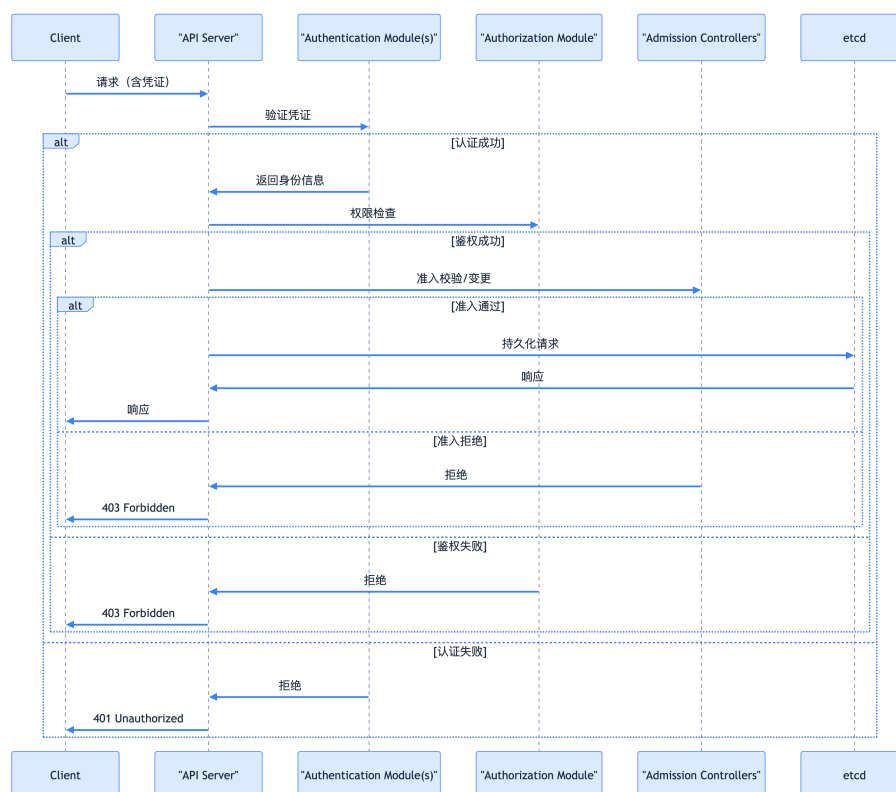 Client
"API Server"
"Authentication Module(s)"
"Authorization Module"
"Admission Controllers"
etcd
请求（含凭证）
验证凭证
alt
[认证成功]
返回身份信息
权限检查
alt
[鉴权成功]
准入校验/变更
alt
[准入通过]
持久化请求
响应
响应
[准入拒绝]
拒绝
403 Forbidden
[鉴权失败]
拒绝
403 Forbidden
[认证失败]
拒绝
401 Unauthorized
Client
"API Server"
"Authentication Module(s)"
"Authorization Module"
"Admission Controllers"
etcd